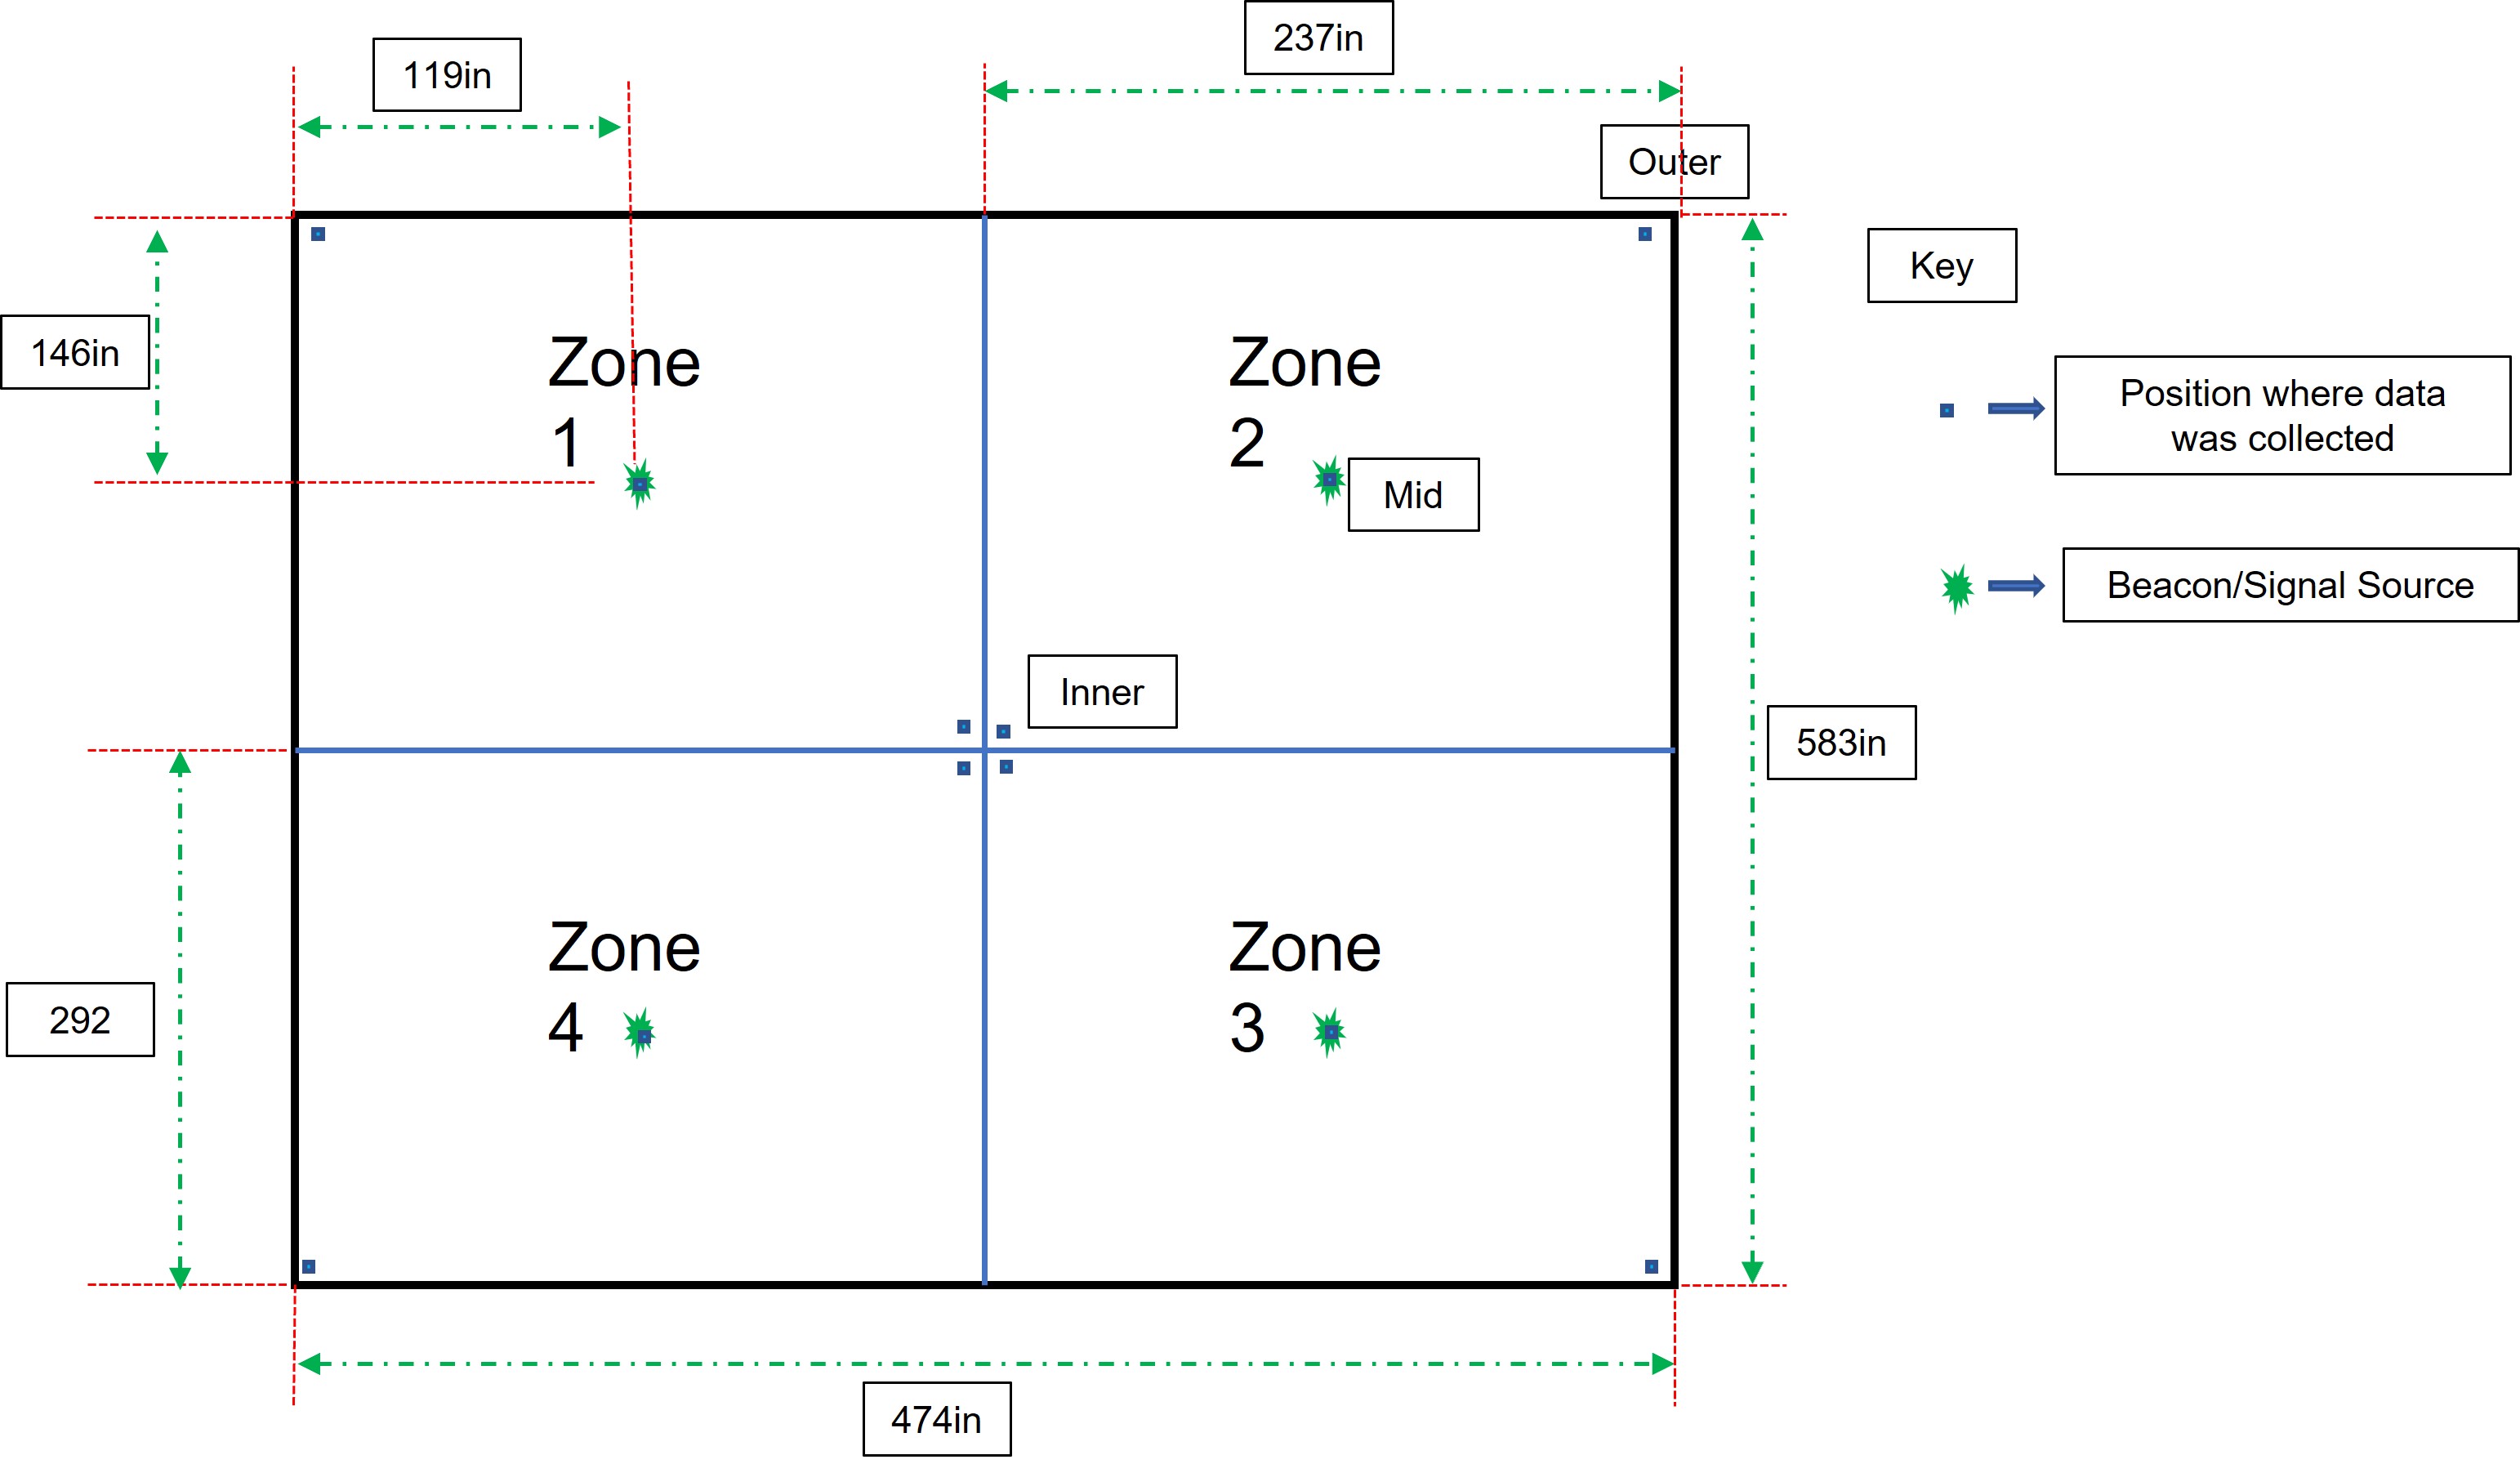 237in
119in
Outer
Key
146in
Zone
1
Zone
2
Position where data
was collected
Mid
Beacon/Signal Source
Inner
583in
Zone
4
Zone
3
292
474in